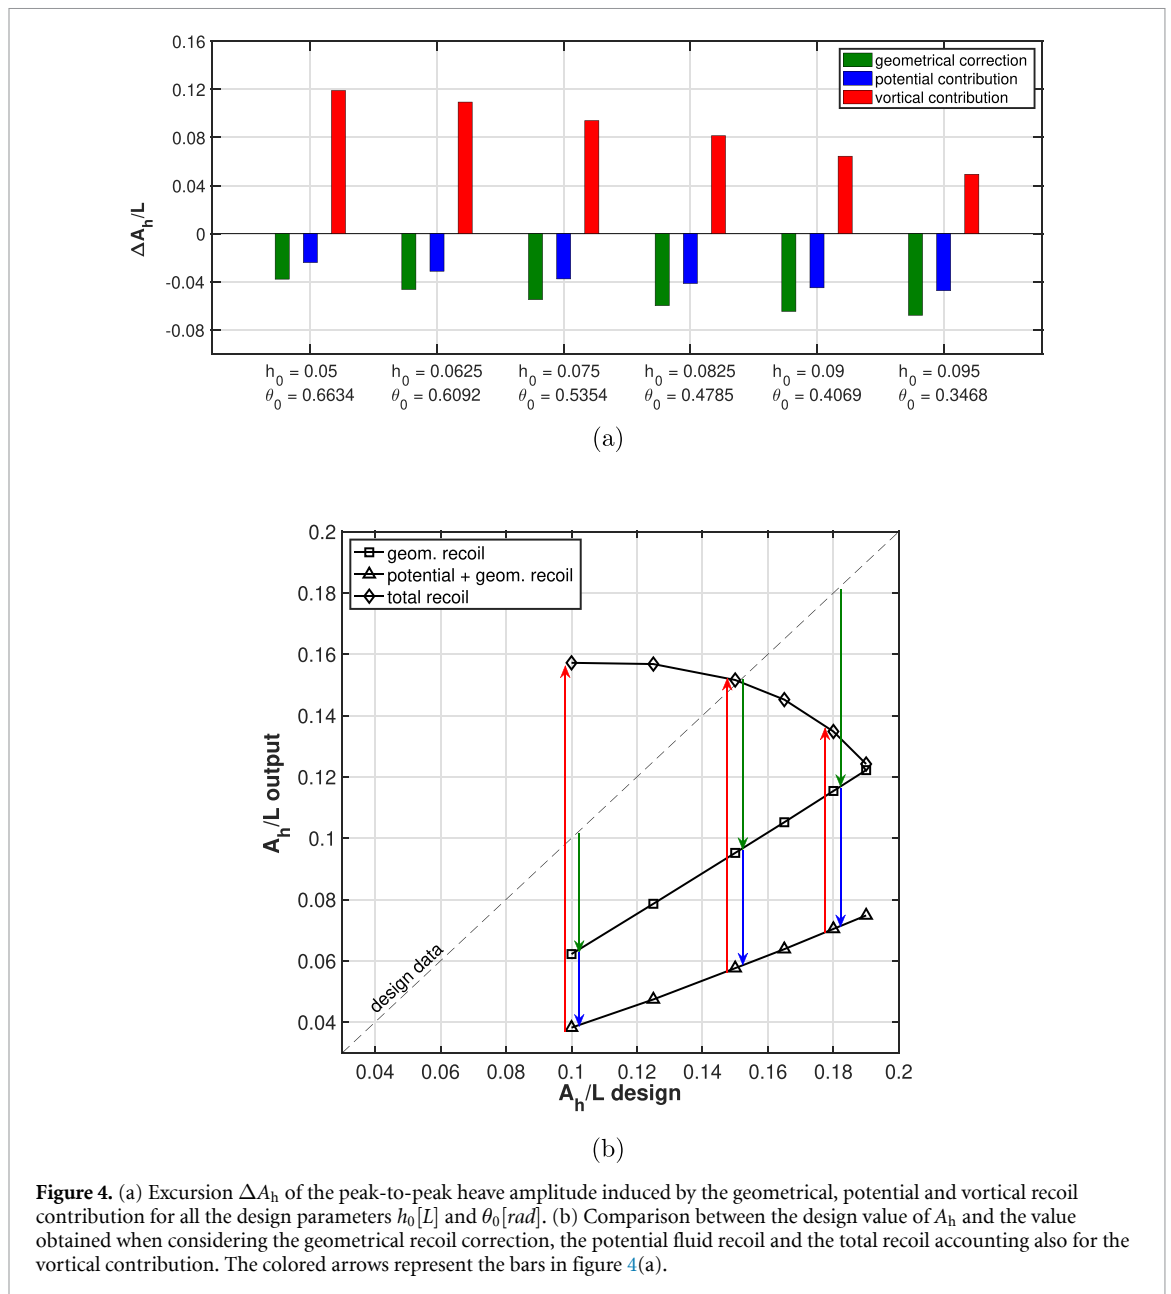 0.16
0.12
0.08
0.04
0
-0.04
-0.08
ΔA_h/L
geometrical correction
potential contribution
vortical contribution
h_0 = 0.05 h_0 = 0.0625 h_0 = 0.075 h_0 = 0.0825 h_0 = 0.09 h_0 = 0.095
θ_0 = 0.6634 θ_0 = 0.6092 θ_0 = 0.5354 θ_0 = 0.4785 θ_0 = 0.4069 θ_0 = 0.3468
(a)
0.2
0.18
0.16
0.14
0.12
0.1
0.08
0.06
0.04
A_h/L output
geom. recoil
potential + geom. recoil
total recoil
design data
0.04 0.06 0.08 0.1 0.12 0.14 0.16 0.18 0.2
A_h/L design
(b)
Figure 4. (a) Excursion ΔA_h of the peak-to-peak heave amplitude induced by the geometrical, potential and vortical recoil
contribution for all the design parameters h_0[L] and θ_0[rad]. (b) Comparison between the design value of A_h and the value
obtained when considering the geometrical recoil correction, the potential fluid recoil and the total recoil accounting also for the
vortical contribution. The colored arrows represent the bars in figure 4(a).